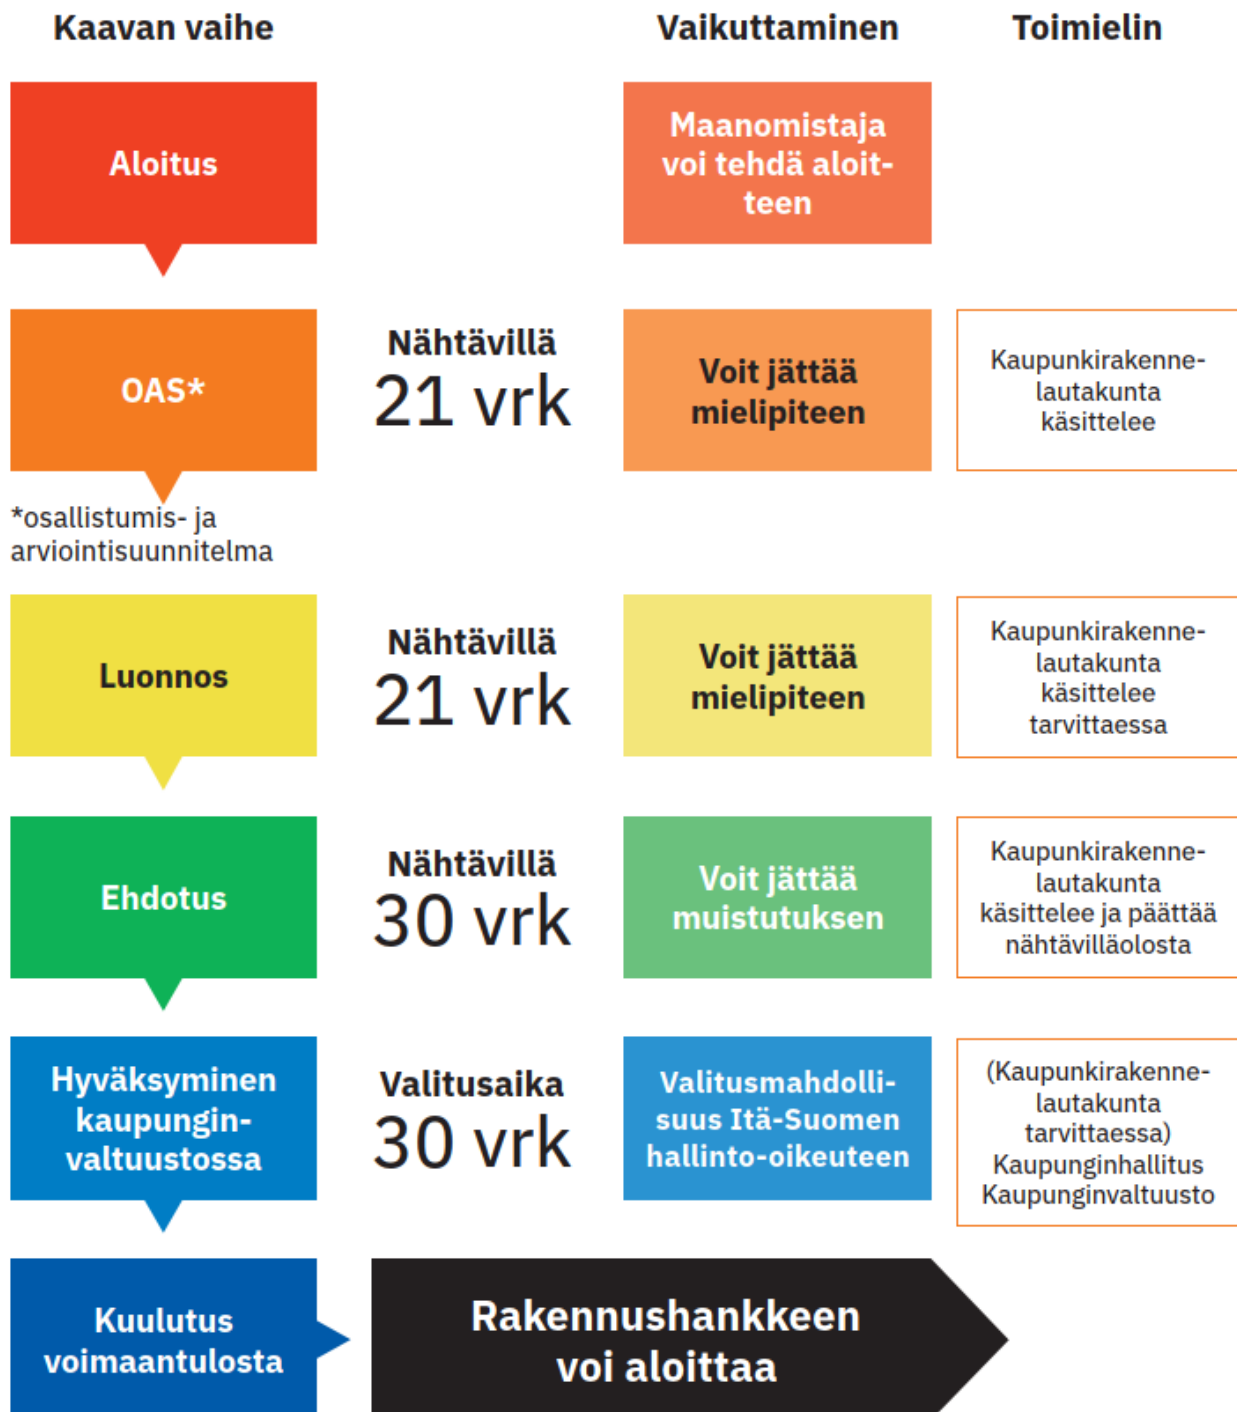 Kaavan vaihe
Vaikuttaminen
Toimielin
Aloitus
Maanomistaja
voi tehdä aloit-
teen
OAS*
Nähtävillä
21 vrk
Voit jättää
mielipiteen
Kaupunkirakenne-
lautakunta
käsittelee
*osallistumis- ja
arviointisuunnitelma
Luonnos
Nähtävillä
21 vrk
Voit jättää
mielipiteen
Kaupunkirakenne-
lautakunta
käsittelee
tarvittaessa
Ehdotus
Nähtävillä
30 vrk
Voit jättää
muistutuksen
Kaupunkirakenne-
lautakunta
käsittelee ja päättää
nähtävilläolosta
Hyväksyminen
kaupungin-
valtuustossa
Valitusaika
30 vrk
Valitusmahdolli-
suus Itä-Suomen
hallinto-oikeuteen
(Kaupunkirakenne-
lautakunta
tarvittaessa)
Kaupunginhallitus
Kaupunginvaltuusto
Kuulutus
voimaantulosta
Rakennushankkeen
voi aloittaa